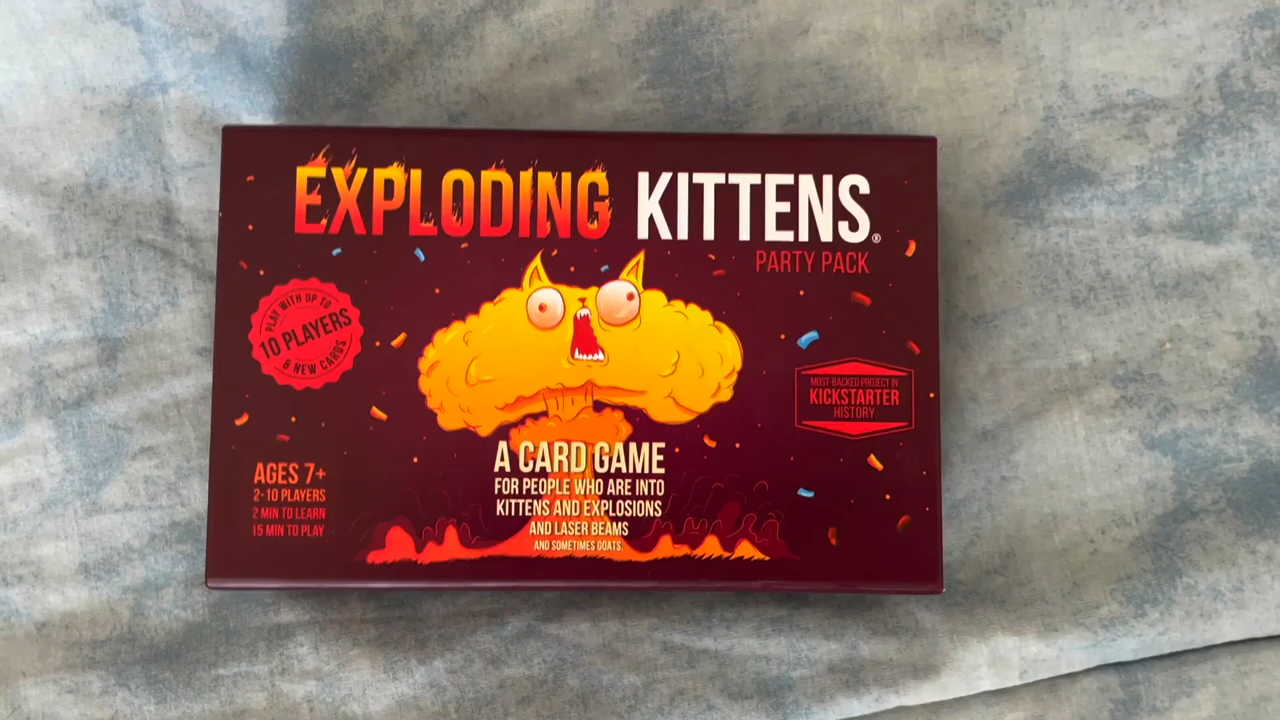 EXPLODING KITTENS®
PARTY PACK
PLAY WITH UP TO
10 PLAYERS
& NEW CARDS
MOST-BACKED PROJECT IN
KICKSTARTER
HISTORY
AGES 7+
2-10 PLAYERS
2 MIN TO LEARN
15 MIN TO PLAY
A CARD GAME
FOR PEOPLE WHO ARE INTO
KITTENS AND EXPLOSIONS
AND LASER BEAMS
AND SOMETIMES GOATS.